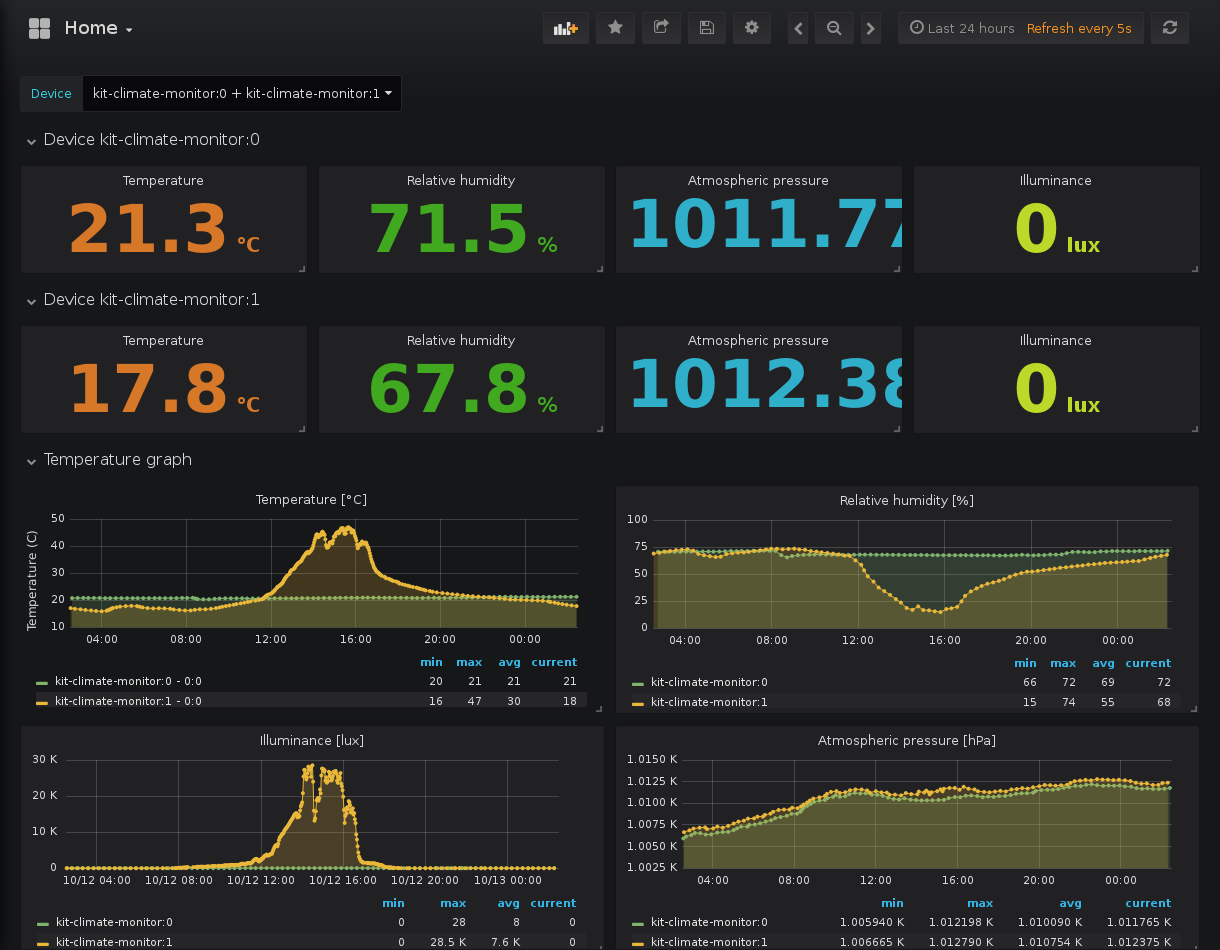 Home
Last 24 hours Refresh every 5s
Device kit-climate-monitor:0 + kit-climate-monitor:1
Device kit-climate-monitor:0
Temperature Relative humidity Atmospheric pressure Illuminance
21.3 °C 71.5 % 1011.77 0 lux
Device kit-climate-monitor:1
Temperature Relative humidity Atmospheric pressure Illuminance
17.8 °C 67.8 % 1012.38 0 lux
Temperature graph
Temperature [°C]
Temperature (C)
50
40
30
20
10
04:00 08:00 12:00 16:00 20:00 00:00
min max avg current
kit-climate-monitor:0 - 0:0 20 21 21 21
kit-climate-monitor:1 - 0:0 16 47 30 18
Relative humidity [%]
100
75
50
25
0
04:00 08:00 12:00 16:00 20:00 00:00
min max avg current
kit-climate-monitor:0 66 72 69 72
kit-climate-monitor:1 15 74 55 68
Illuminance [lux]
30 K
20 K
10 K
0
10/12 04:00 10/12 08:00 10/12 12:00 10/12 16:00 10/12 20:00 10/13 00:00
min max avg current
kit-climate-monitor:0 0 28 8 0
kit-climate-monitor:1 0 28.5 K 7.6 K 0
Atmospheric pressure [hPa]
1.0150 K
1.0125 K
1.0100 K
1.0075 K
1.0050 K
1.0025 K
04:00 08:00 12:00 16:00 20:00 00:00
min max avg current
kit-climate-monitor:0 1.005940 K 1.012198 K 1.010090 K 1.011765 K
kit-climate-monitor:1 1.006665 K 1.012790 K 1.010754 K 1.012375 K